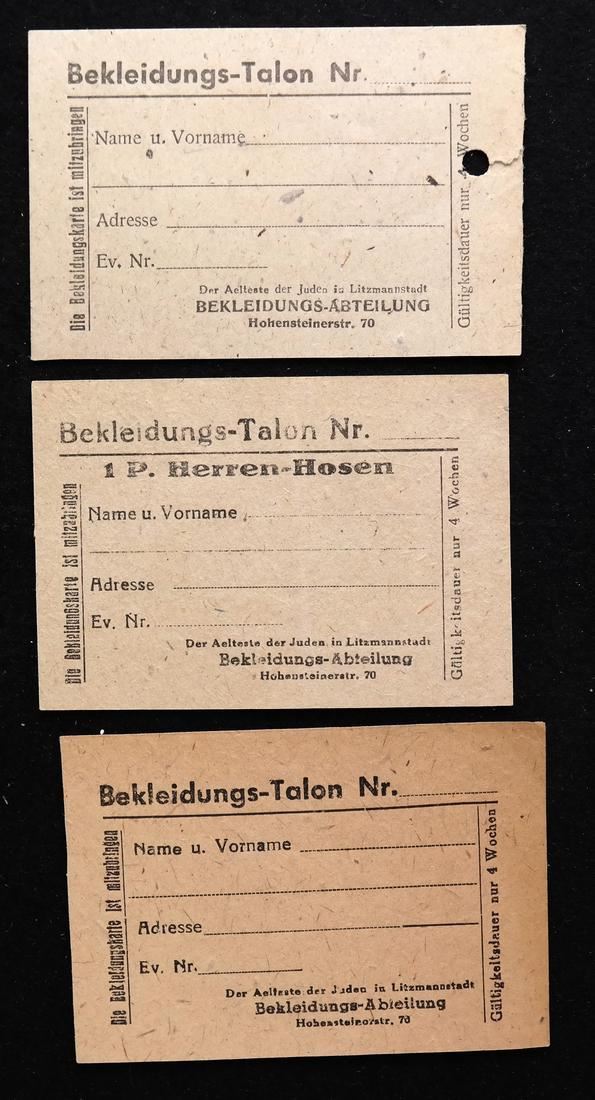 Bekleidungs-Talon Nr.
Die Bekleidungskarte ist mitzubringen
Name u. Vorname
Adresse
Ev. Nr.
Der Aelteste der Juden in Litzmannstadt
BEKLEIDUNGS-ABTEILUNG
Hohensteinerstr. 70
Gültigkeitsdauer nur 4 Wochen
Bekleidungs-Talon Nr.
1 P. Herren-Hosen
Die Bekleidungskarte ist mitzubringen
Name u. Vorname
Adresse
Ev. Nr.
Der Aelteste der Juden in Litzmannstadt
Bekleidungs-Abteilung
Hohensteinerstr. 70
Gültigkeitsdauer nur 4 Wochen
Bekleidungs-Talon Nr.
Die Bekleidungskarte ist mitzubringen
Name u. Vorname
Adresse
Ev. Nr.
Der Aelteste der Juden in Litzmannstadt
Bekleidungs-Abteilung
Hohensteinerstr. 70
Gültigkeitsdauer nur 4 Wochen